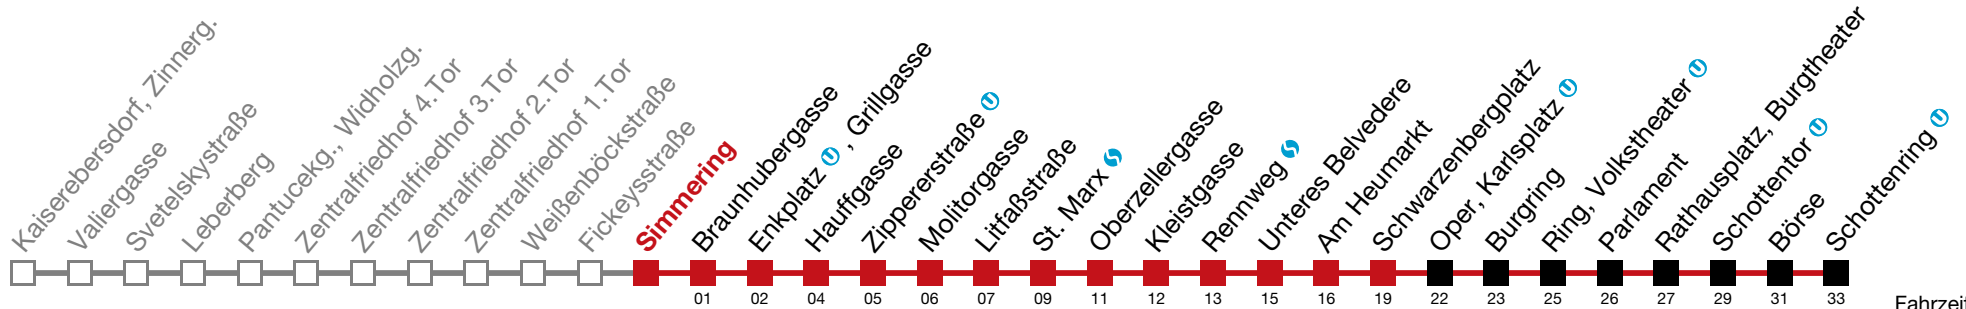 Kaiserebersdorf, Zinnerg.
Valiergasse
Svetelskystraße
Leberberg
Pantucekg., Widholzg.
Zentralfriedhof 4.Tor
Zentralfriedhof 3.Tor
Zentralfriedhof 2.Tor
Zentralfriedhof 1.Tor
Weißenböckstraße
Fickeysstraße
Simmering
Braunhubergasse
Enkplatz U , Grillgasse
Hauffgasse
Zippererstraße U
Molitorgasse
Litfaßstraße
St. Marx S
Oberzellergasse
Kleistgasse
Rennweg S
Unteres Belvedere
Am Heumarkt
Schwarzenbergplatz
Oper, Karlsplatz U
Burgring
Ring, Volkstheater U
Parlament
Rathausplatz, Burgtheater
Schottentor U
Börse
Schottenring U
01 02 04 05 06 07 09 11 12 13 15 16 19 22 23 25 26 27 29 31 33
Fahrzeit